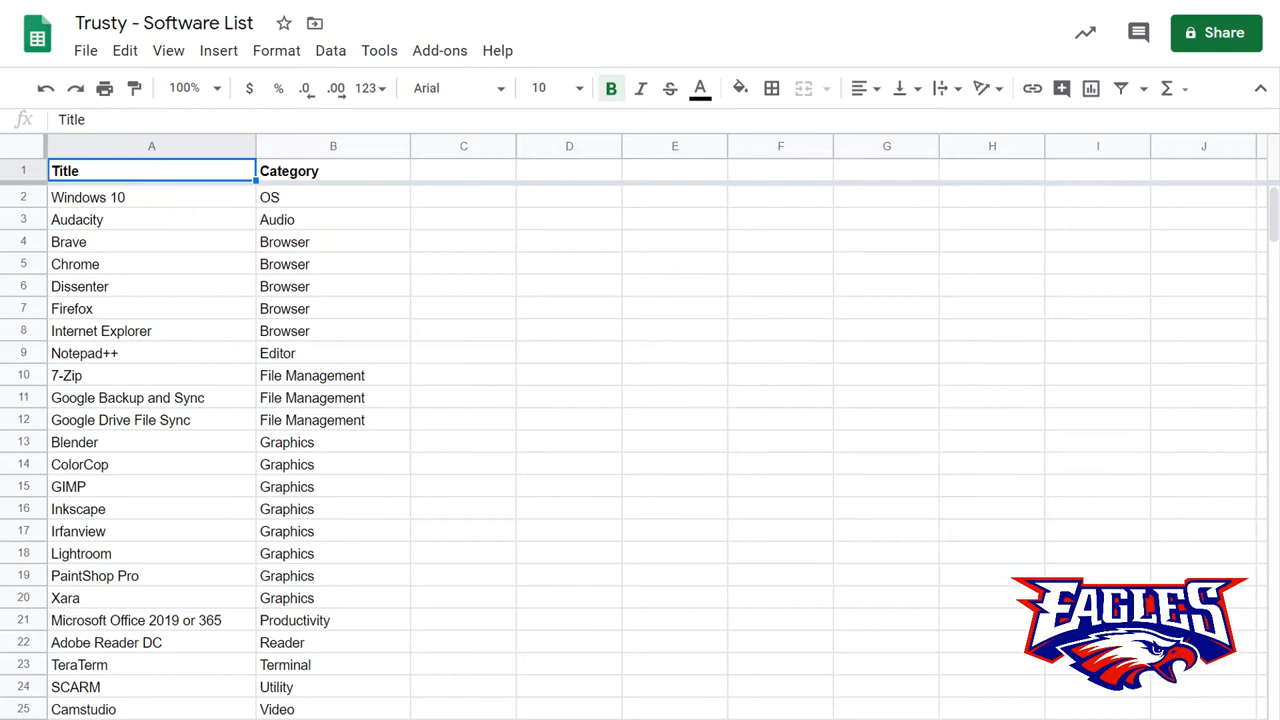 Trusty - Software List
File Edit View Insert Format Data Tools Add-ons Help
Share
100% $ % .0 .00 123 Arial 10 B I S A Σ
fx Title
A B C D E F G H I J
1 Title Category
2 Windows 10 OS
3 Audacity Audio
4 Brave Browser
5 Chrome Browser
6 Dissenter Browser
7 Firefox Browser
8 Internet Explorer Browser
9 Notepad++ Editor
10 7-Zip File Management
11 Google Backup and Sync File Management
12 Google Drive File Sync File Management
13 Blender Graphics
14 ColorCop Graphics
15 GIMP Graphics
16 Inkscape Graphics
17 Irfanview Graphics
18 Lightroom Graphics
19 PaintShop Pro Graphics
20 Xara Graphics
21 Microsoft Office 2019 or 365 Productivity
22 Adobe Reader DC Reader
23 TeraTerm Terminal
24 SCARM Utility
25 Camstudio Video
EAGLES